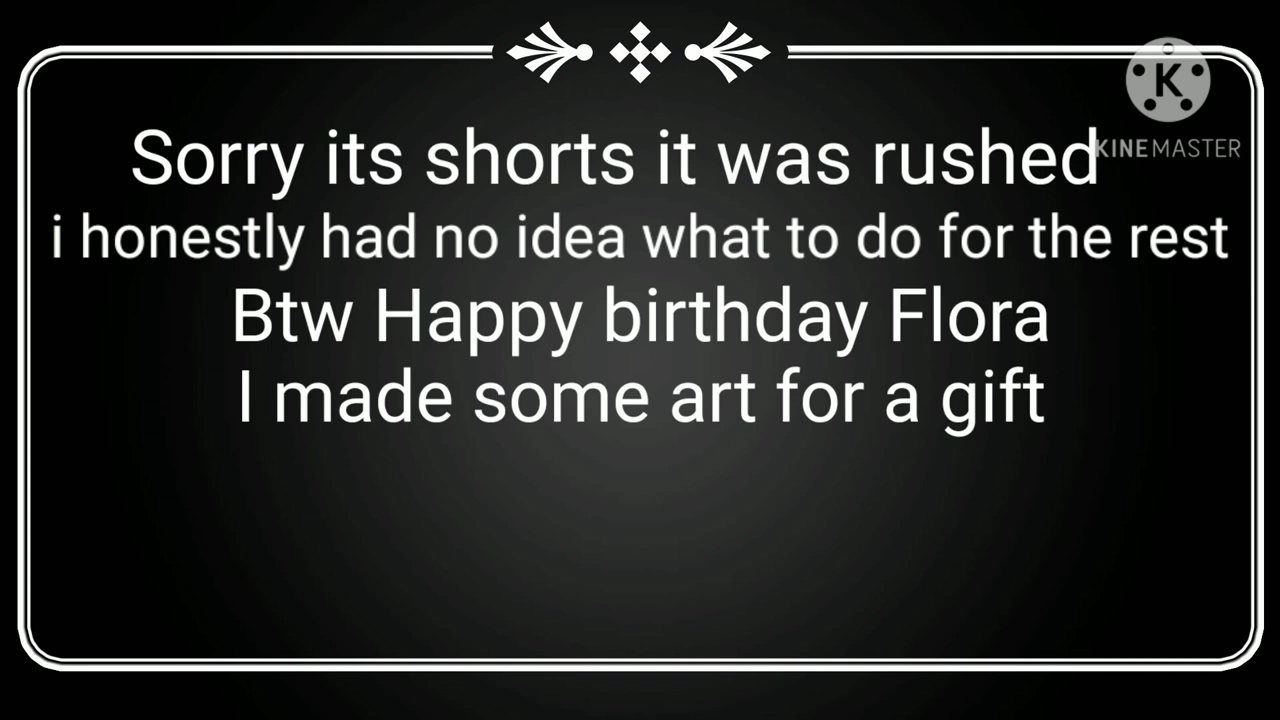 Sorry its shorts it was rushed
i honestly had no idea what to do for the rest
Btw Happy birthday Flora
I made some art for a gift
K
KINEMASTER